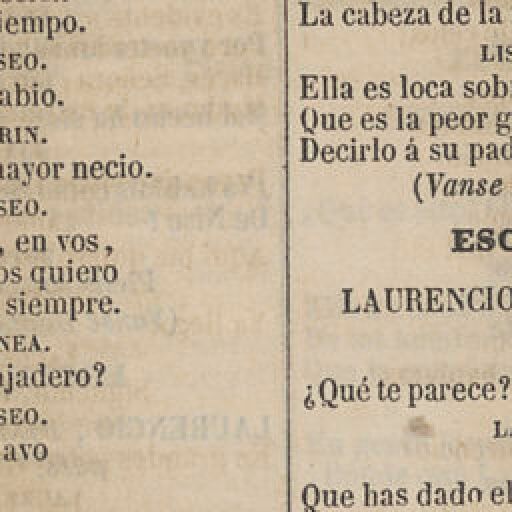 iempo.
SEO.
abio.
RIN.
mayor necio.
SEO.
, en vos,
os quiero
siempre.
NEA.
ajadero?
SEO.
avo
La cabeza de la
LIS
Ella es loca sob
Que es la peor g
Decirlo á su pad
(Vanse
ESC
LAURENCIO
¿Qué te parece?
LA
Que has dado el